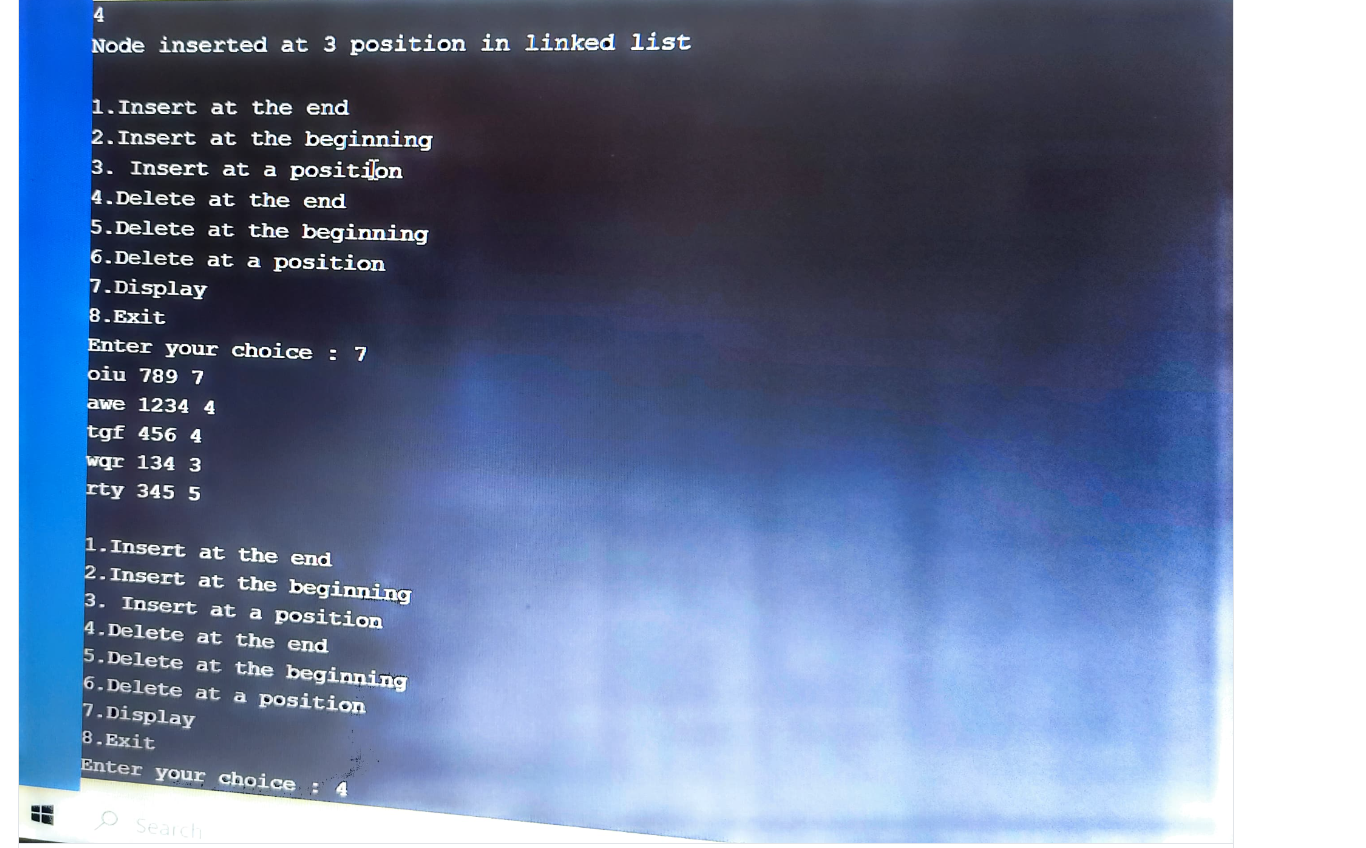 4
Node inserted at 3 position in linked list
1.Insert at the end
2.Insert at the beginning
3. Insert at a position
4.Delete at the end
5.Delete at the beginning
6.Delete at a position
7.Display
8.Exit
Enter your choice : 7
oiu 789 7
awe 1234 4
tgf 456 4
wqr 134 3
rty 345 5
1.Insert at the end
2.Insert at the beginning
3. Insert at a position
4.Delete at the end
5.Delete at the beginning
6.Delete at a position
7.Display
8.Exit
Enter your choice : 4
Search